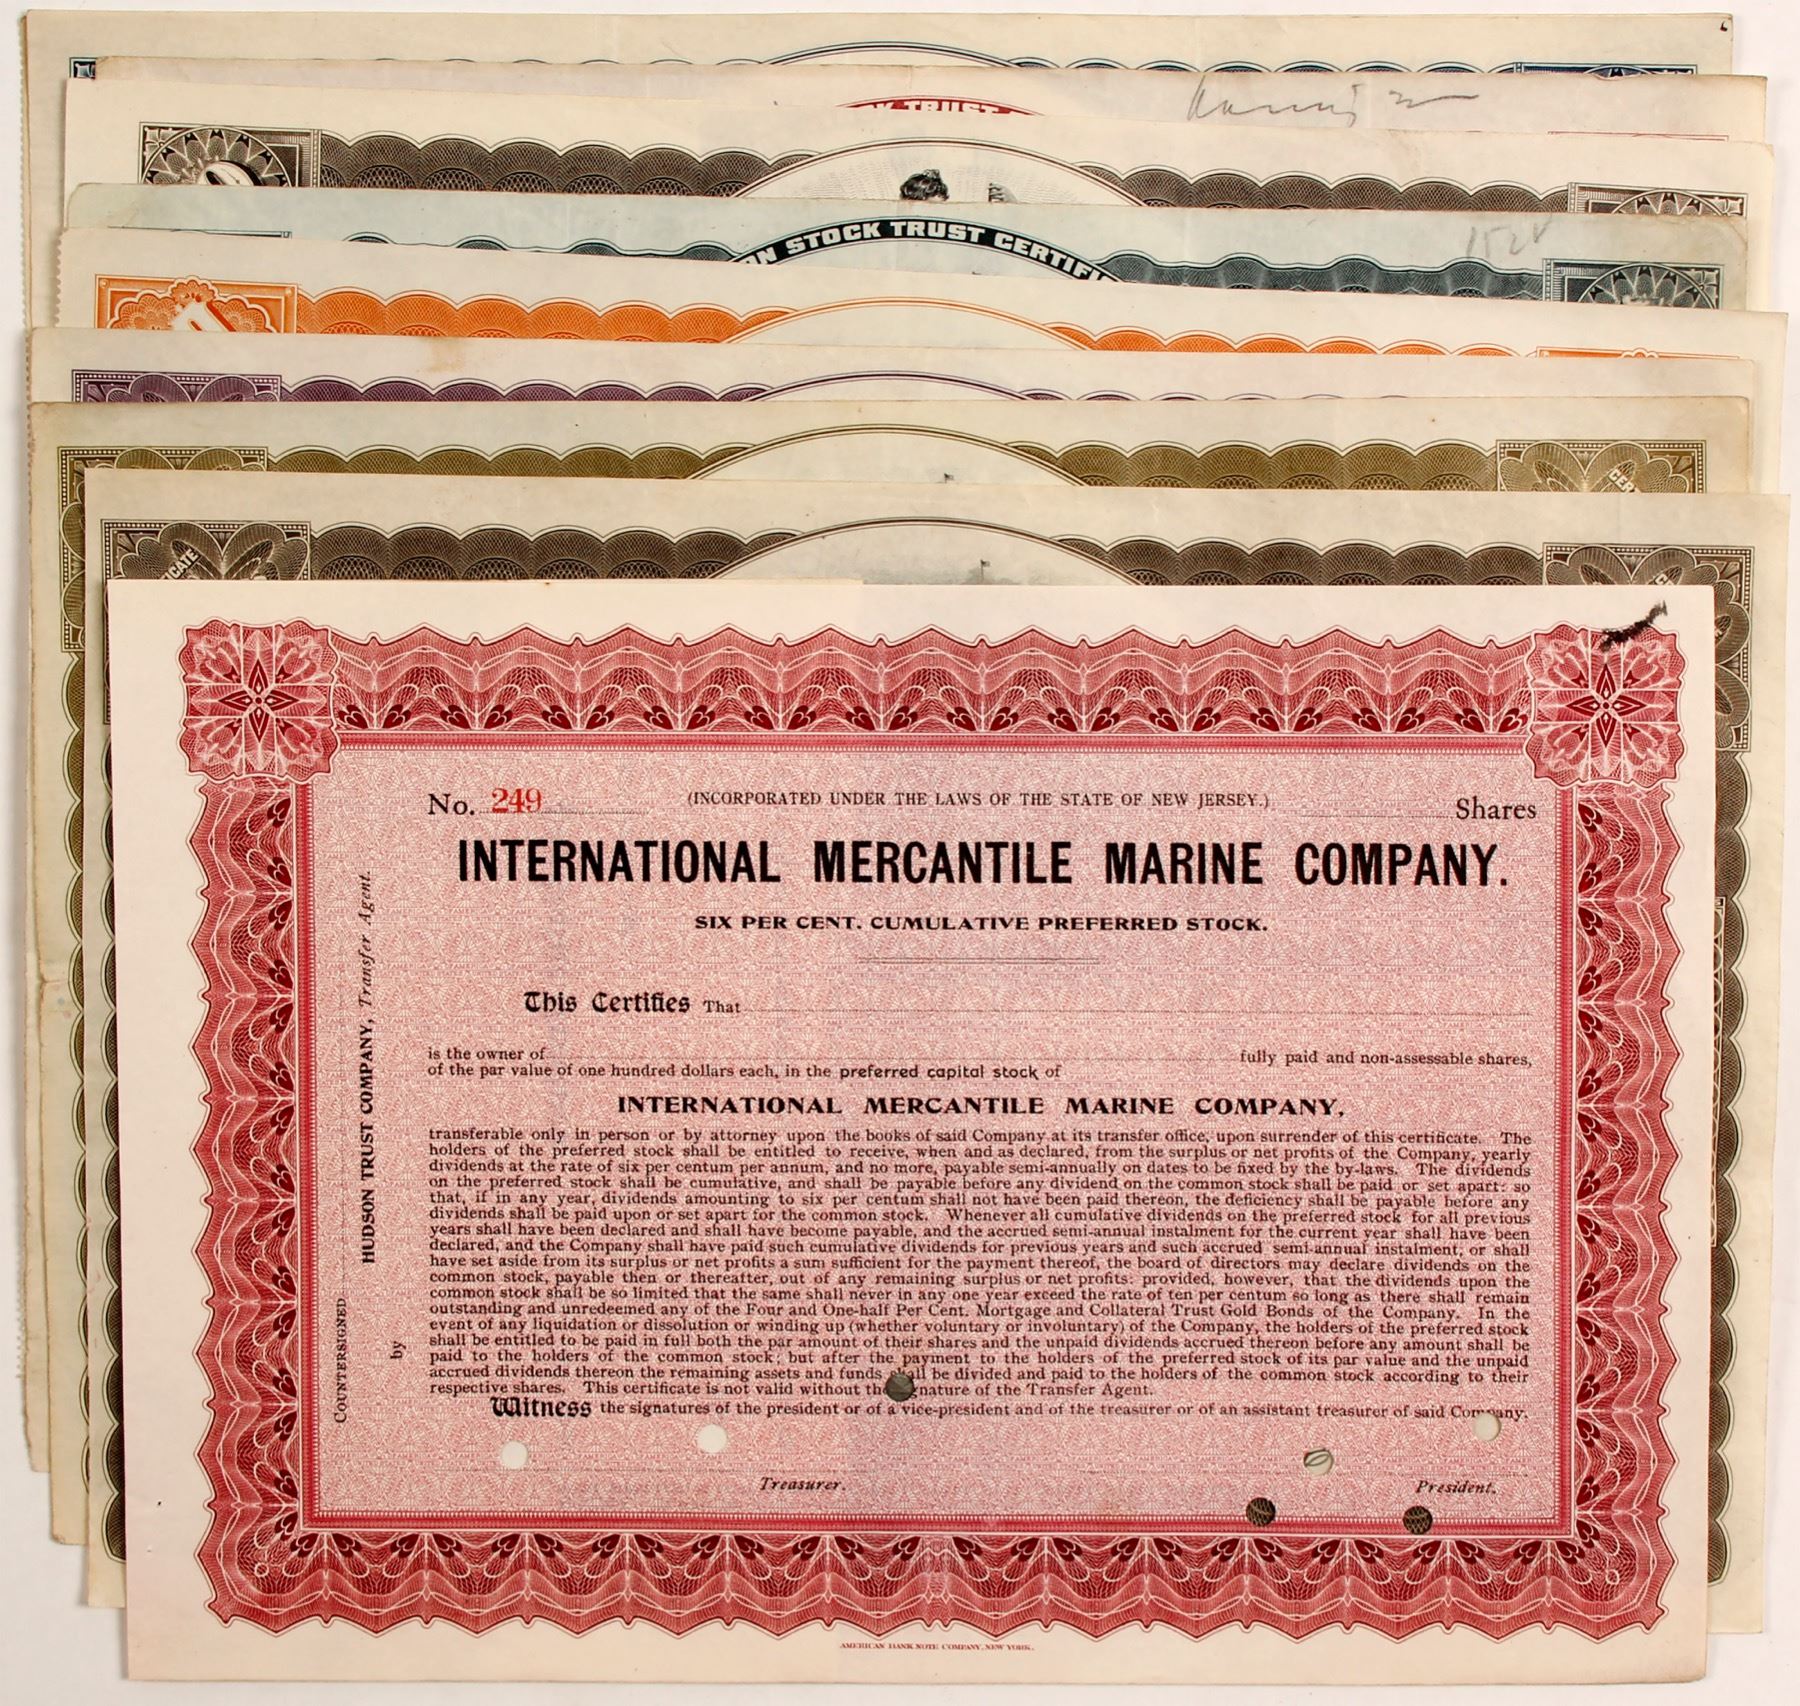 K TRUST
N STOCK TRUST CERTIFI
152
CER
ICATE
No. 249 (INCORPORATED UNDER THE LAWS OF THE STATE OF NEW JERSEY.) Shares
INTERNATIONAL MERCANTILE MARINE COMPANY.
SIX PER CENT. CUMULATIVE PREFERRED STOCK.
This Certifies That
is the owner of fully paid and non-assessable shares,
of the par value of one hundred dollars each, in the preferred capital stock of
INTERNATIONAL MERCANTILE MARINE COMPANY,
transferable only in person or by attorney upon the books of said Company at its transfer office, upon surrender of this certificate. The
holders of the preferred stock shall be entitled to receive, when and as declared, from the surplus or net profits of the Company, yearly
dividends at the rate of six per centum per annum, and no more, payable semi-annually on dates to be fixed by the by-laws. The dividends
on the preferred stock shall be cumulative, and shall be payable before any dividend on the common stock shall be paid or set apart: so
that, if in any year, dividends amounting to six per centum shall not have been paid thereon, the deficiency shall be payable before any
dividends shall be paid upon or set apart for the common stock. Whenever all cumulative dividends on the preferred stock for all previous
years shall have been declared and shall have become payable, and the accrued semi-annual instalment for the current year shall have been
declared, and the Company shall have paid such cumulative dividends for previous years and such accrued semi-annual instalment, or shall
have set aside from its surplus or net profits a sum sufficient for the payment thereof, the board of directors may declare dividends on the
common stock, payable then or thereafter, out of any remaining surplus or net profits: provided, however, that the dividends upon the
common stock shall be so limited that the same shall never in any one year exceed the rate of ten per centum so long as there shall remain
outstanding and unredeemed any of the Four and One-half Per Cent. Mortgage and Collateral Trust Gold Bonds of the Company. In the
event of any liquidation or dissolution or winding up (whether voluntary or involuntary) of the Company, the holders of the preferred stock
shall be entitled to be paid in full both the par amount of their shares and the unpaid dividends accrued thereon before any amount shall be
paid to the holders of the common stock; but after the payment to the holders of the preferred stock of its par value and the unpaid
accrued dividends thereon the remaining assets and funds shall be divided and paid to the holders of the common stock according to their
respective shares. This certificate is not valid without th gnature of the Transfer Agent.
Witness the signatures of the president or of a vice-president and of the treasurer or of an assistant treasurer of said Company.
Treasurer. President.
COUNTERSIGNED
HUDSON TRUST COMPANY, Transfer Agent.
by
AMERICAN BANK NOTE COMPANY, NEW YORK.